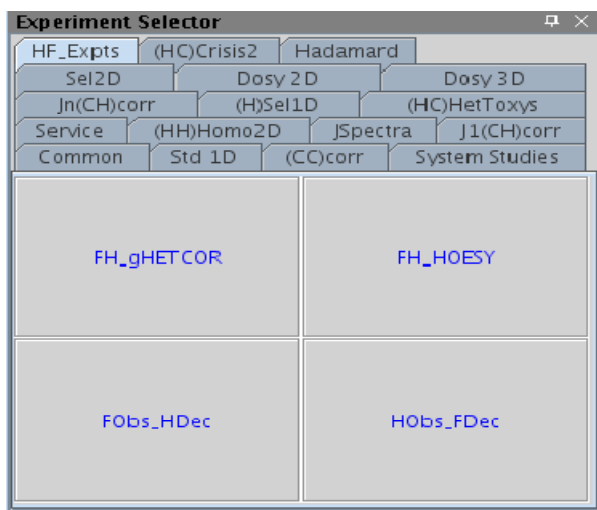 Experiment Selector
HF_Expts (HC)Crisis2 Hadamard
Sel2D Dosy 2D Dosy 3D
Jn(CH)corr (H)Sel1D (HC)HetToxys
Service (HH)Homo2D JSpectra J1(CH)corr
Common Std 1D (CC)corr System Studies
FH_gHETCOR FH_HOESY
FObs_HDec HObs_FDec